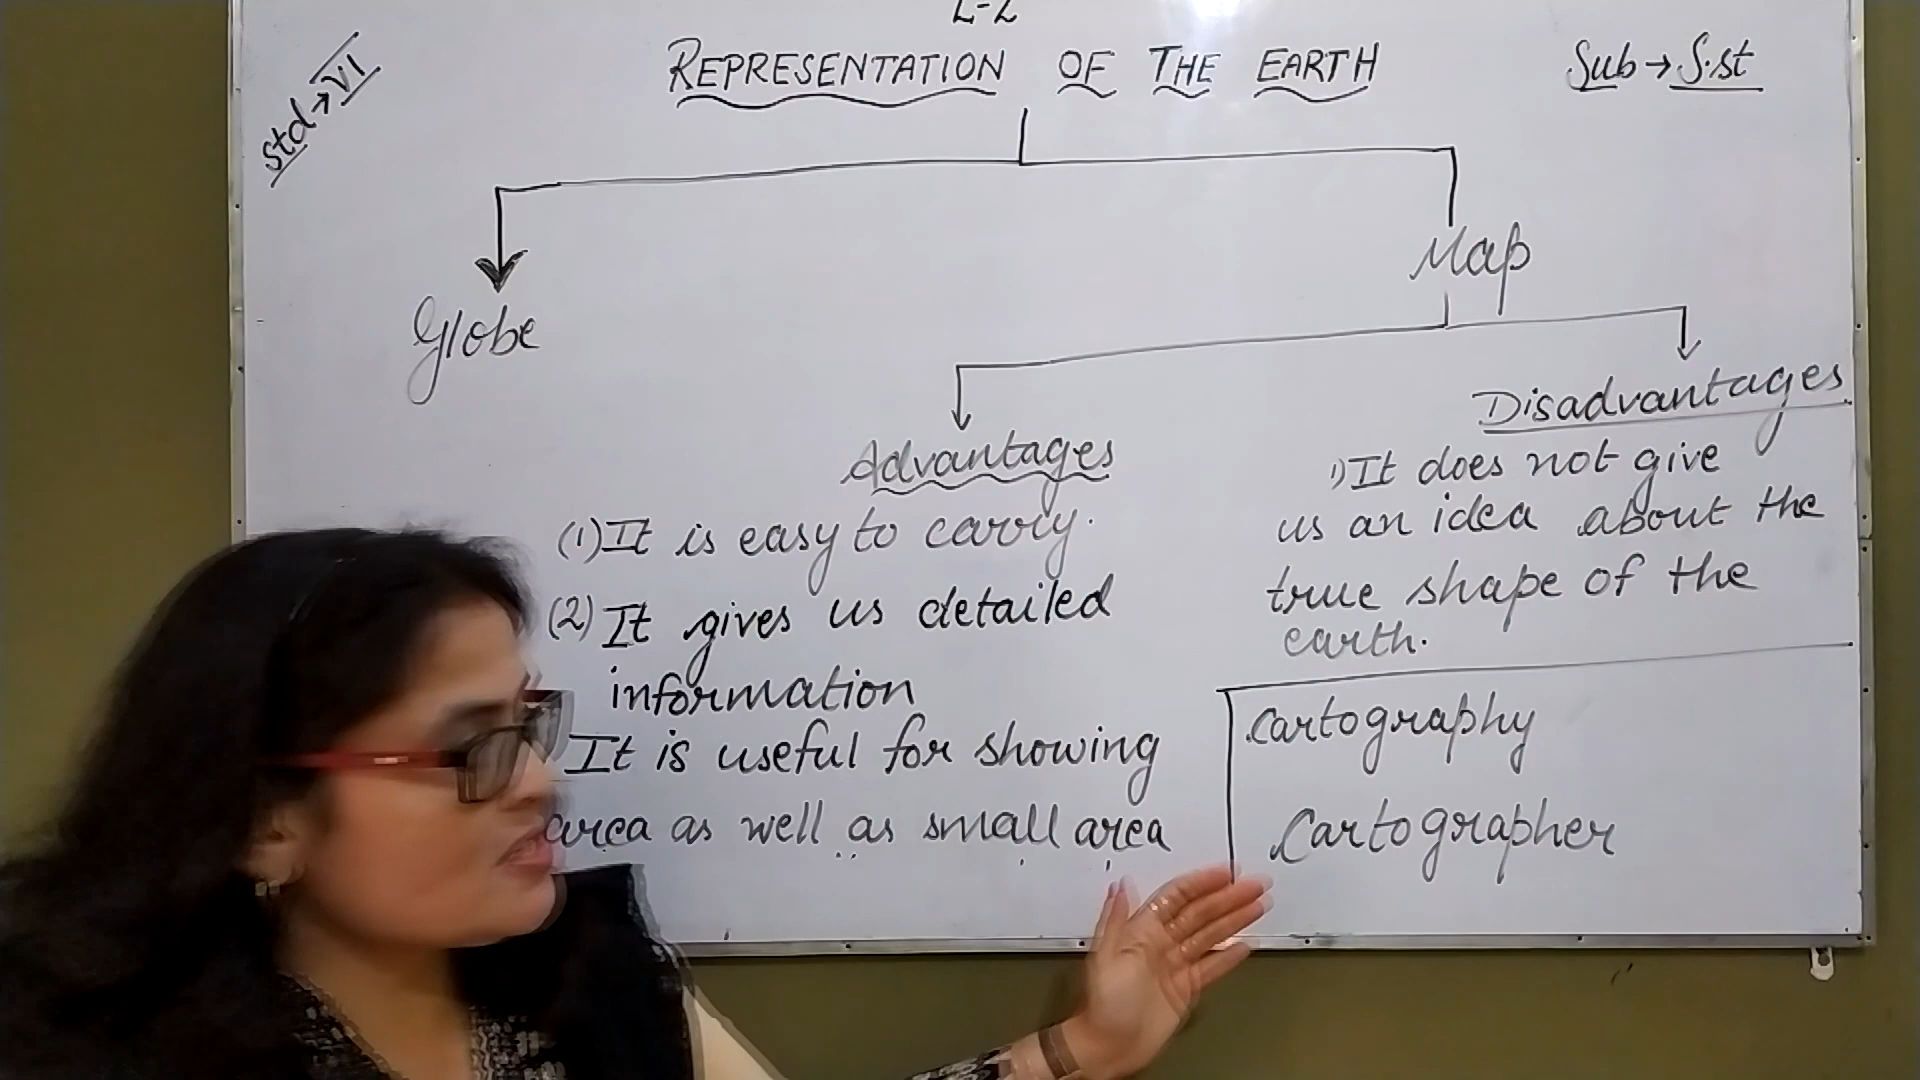 L-2
REPRESENTATION OF THE EARTH
Sub → S.st
std → VI
Globe
Map
Advantages
(1) It is easy to carry.
(2) It gives us detailed
information
It is useful for showing
area as well as small area
Disadvantages
1) It does not give
us an idea about the
true shape of the
earth.
Cartography
Cartographer